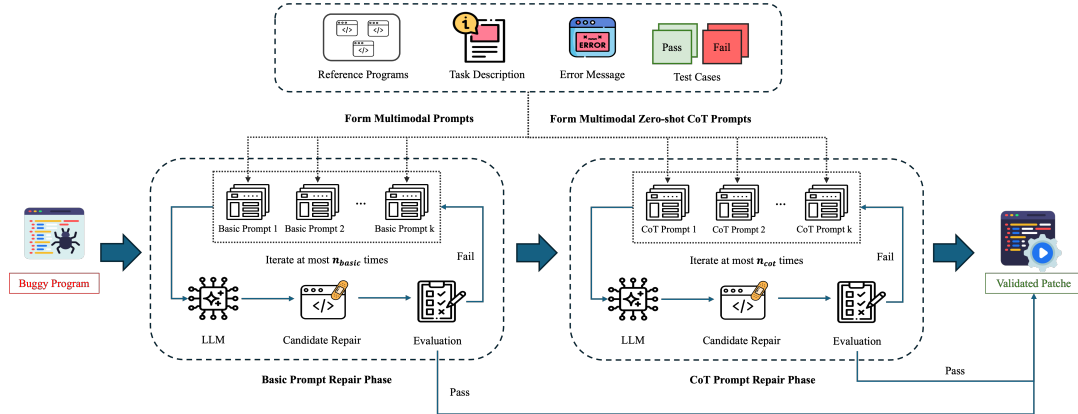 ERROR
Pass
Fail
Reference Programs
Task Description
Error Message
Test Cases
Form Multimodal Prompts
Form Multimodal Zero-shot CoT Prompts
Basic Prompt 1
Basic Prompt 2
...
Basic Prompt k
CoT Prompt 1
CoT Prompt 2
...
CoT Prompt k
Buggy Program
Iterate at most n_basic times
Fail
Iterate at most n_cot times
Fail
Validated Patche
LLM
Candidate Repair
Evaluation
LLM
Candidate Repair
Evaluation
Basic Prompt Repair Phase
Pass
CoT Prompt Repair Phase
Pass